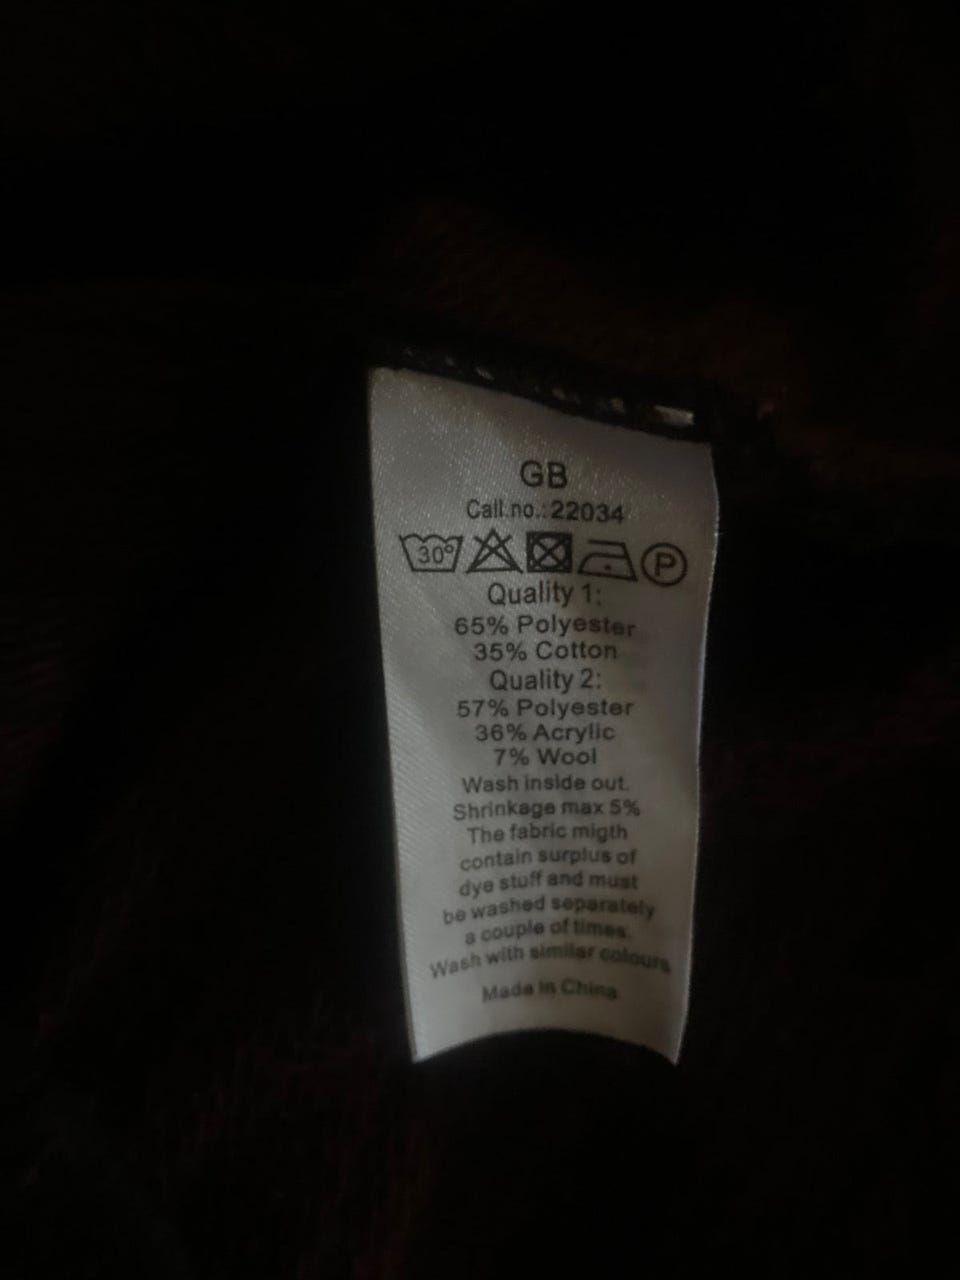 GB
Call.no.:22034
30° P
Quality 1:
65% Polyester
35% Cotton
Quality 2:
57% Polyester
36% Acrylic
7% Wool
Wash inside out.
Shrinkage max 5%
The fabric migth
contain surplus of
dye stuff and must
be washed separately
a couple of times.
Wash with similar colours
Made in China